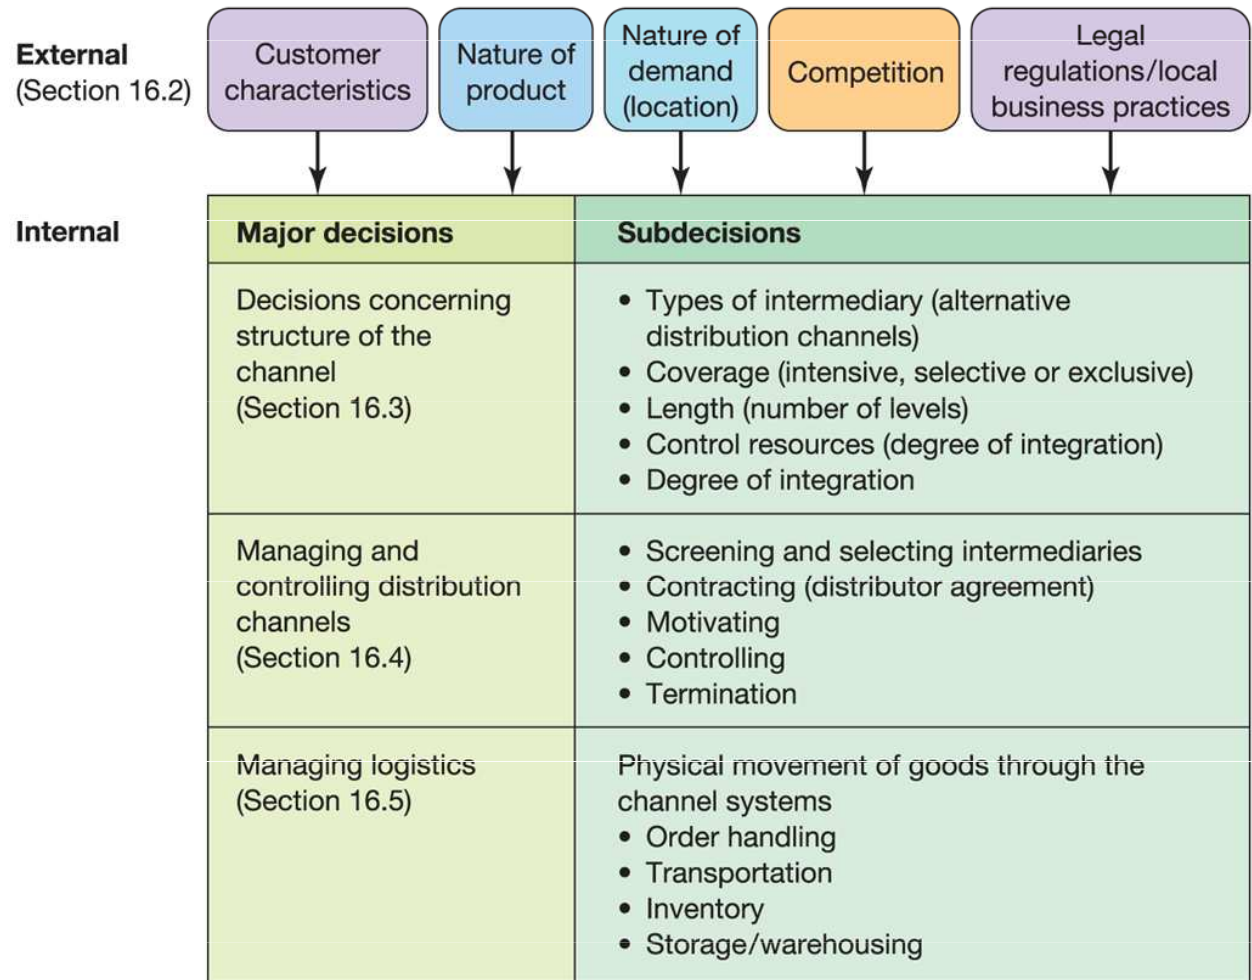 External
(Section 16.2)
Customer
characteristics
Nature of
product
Nature of
demand
(location)
Competition
Legal
regulations/local
business practices
Internal
Major decisions
Subdecisions
Decisions concerning
structure of the
channel
(Section 16.3)
• Types of intermediary (alternative
distribution channels)
• Coverage (intensive, selective or exclusive)
• Length (number of levels)
• Control resources (degree of integration)
• Degree of integration
Managing and
controlling distribution
channels
(Section 16.4)
• Screening and selecting intermediaries
• Contracting (distributor agreement)
• Motivating
• Controlling
• Termination
Managing logistics
(Section 16.5)
Physical movement of goods through the
channel systems
• Order handling
• Transportation
• Inventory
• Storage/warehousing